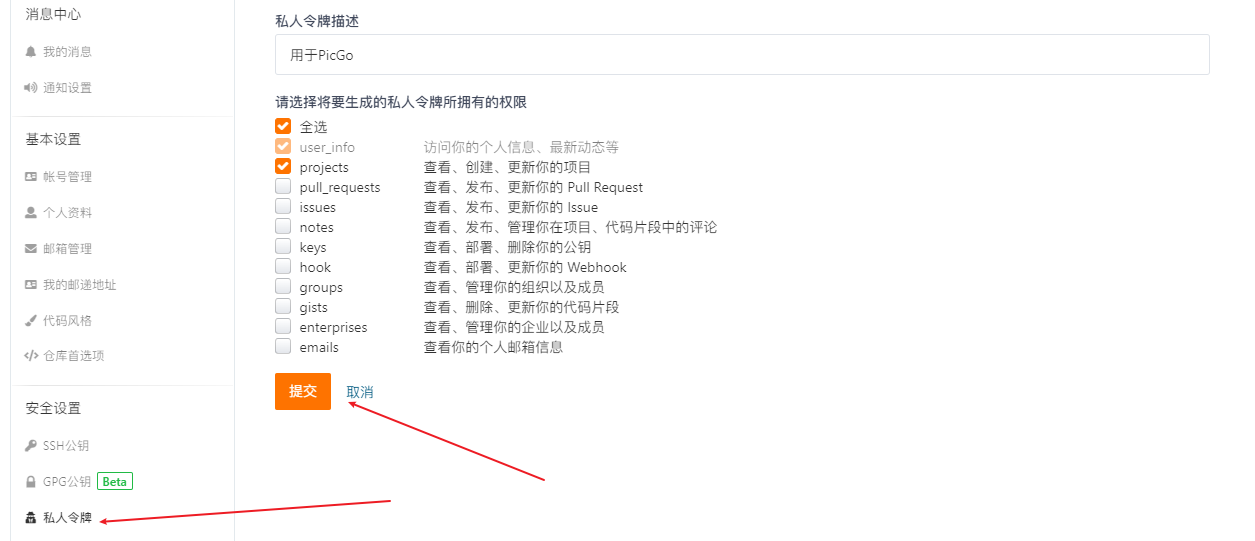 消息中心
我的消息
通知设置
基本设置
帐号管理
个人资料
邮箱管理
我的邮递地址
代码风格
仓库首选项
安全设置
SSH公钥
GPG公钥 Beta
私人令牌
私人令牌描述
用于PicGo
请选择将要生成的私人令牌所拥有的权限
全选
user_info 访问你的个人信息、最新动态等
projects 查看、创建、更新你的项目
pull_requests 查看、发布、更新你的 Pull Request
issues 查看、发布、更新你的 Issue
notes 查看、发布、管理你在项目、代码片段中的评论
keys 查看、部署、删除你的公钥
hook 查看、部署、更新你的 Webhook
groups 查看、管理你的组织以及成员
gists 查看、删除、更新你的代码片段
enterprises 查看、管理你的企业以及成员
emails 查看你的个人邮箱信息
提交 取消